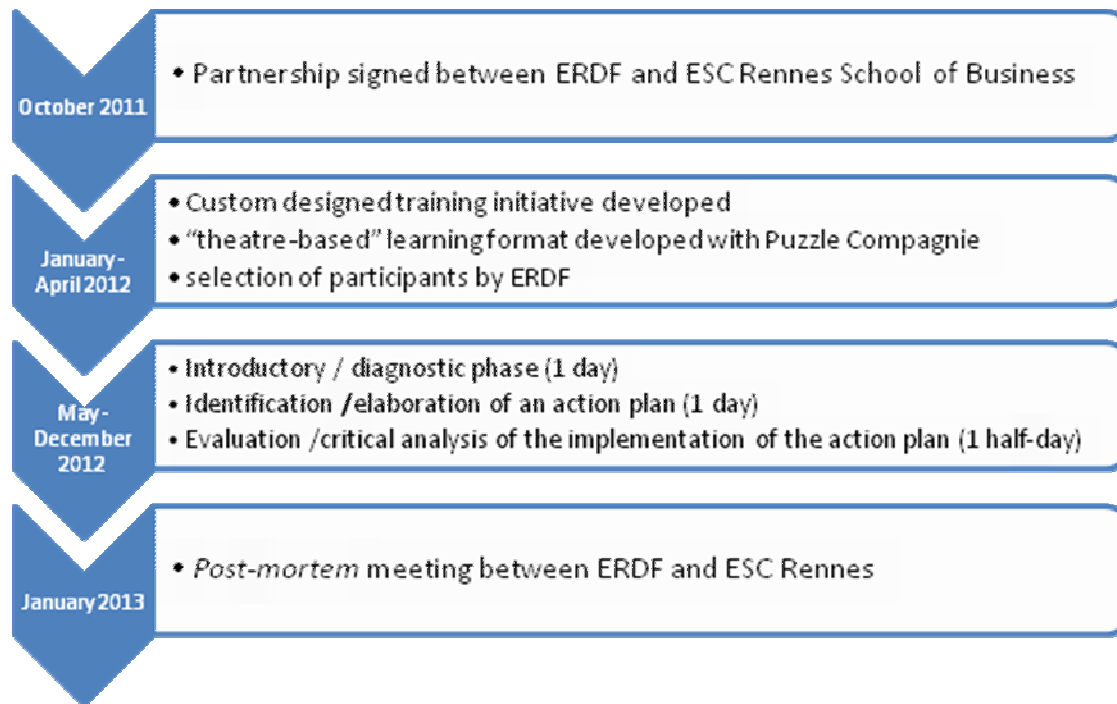 October 2011
• Partnership signed between ERDF and ESC Rennes School of Business
January-
April 2012
• Custom designed training initiative developed
• “theatre-based” learning format developed with Puzzle Compagnie
• selection of participants by ERDF
May-
December
2012
• Introductory / diagnostic phase (1 day)
• Identification /elaboration of an action plan (1 day)
• Evaluation /critical analysis of the implementation of the action plan (1 half-day)
January 2013
• Post-mortem meeting between ERDF and ESC Rennes